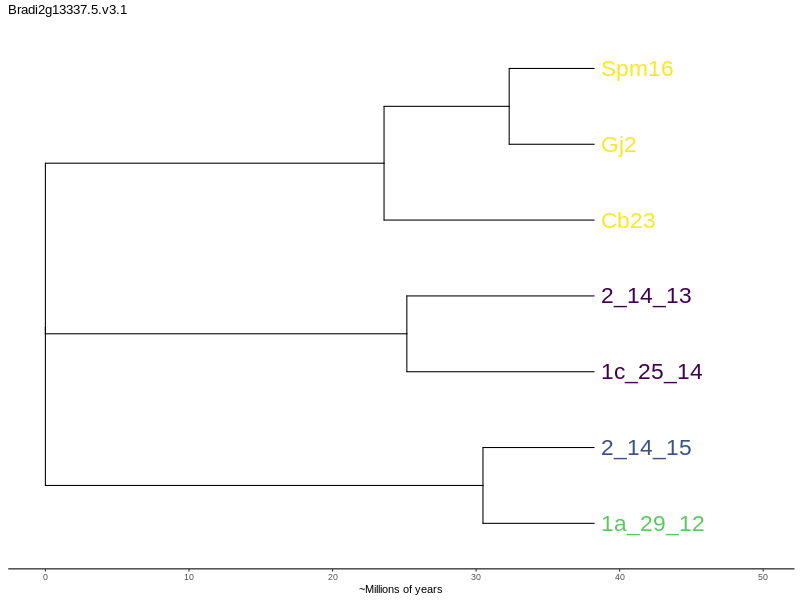 Bradi2g13337.5.v3.1
Spm16
Gj2
Cb23
2_14_13
1c_25_14
2_14_15
1a_29_12
0 10 20 30 40 50
~Millions of years